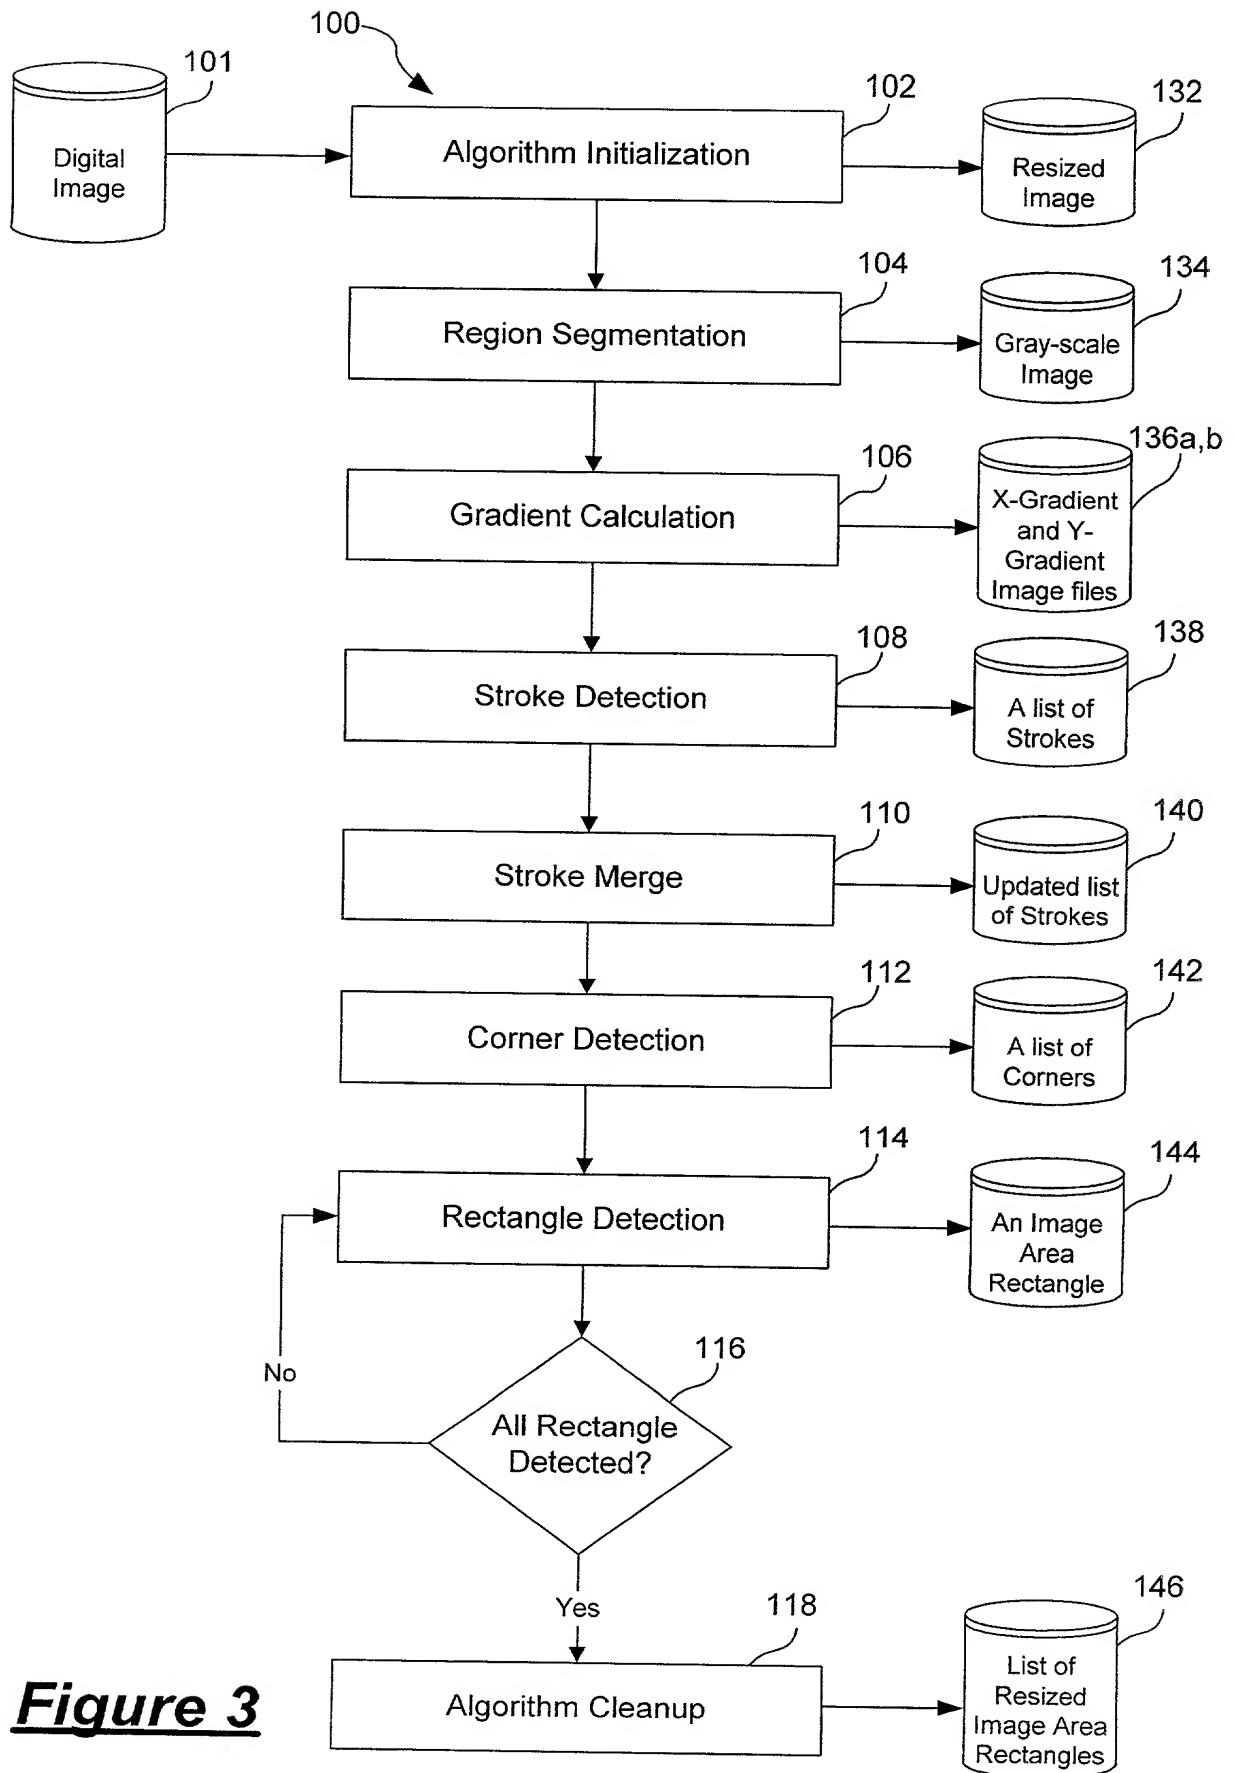 100
101
Digital
Image
102
Algorithm Initialization
132
Resized
Image
104
Region Segmentation
134
Gray-scale
Image
106
Gradient Calculation
136a,b
X-Gradient
and Y-
Gradient
Image files
108
Stroke Detection
138
A list of
Strokes
110
Stroke Merge
140
Updated list
of Strokes
112
Corner Detection
142
A list of
Corners
114
Rectangle Detection
144
An Image
Area
Rectangle
116
All Rectangle
Detected?
No
Yes
118
Algorithm Cleanup
146
List of
Resized
Image Area
Rectangles
Figure 3